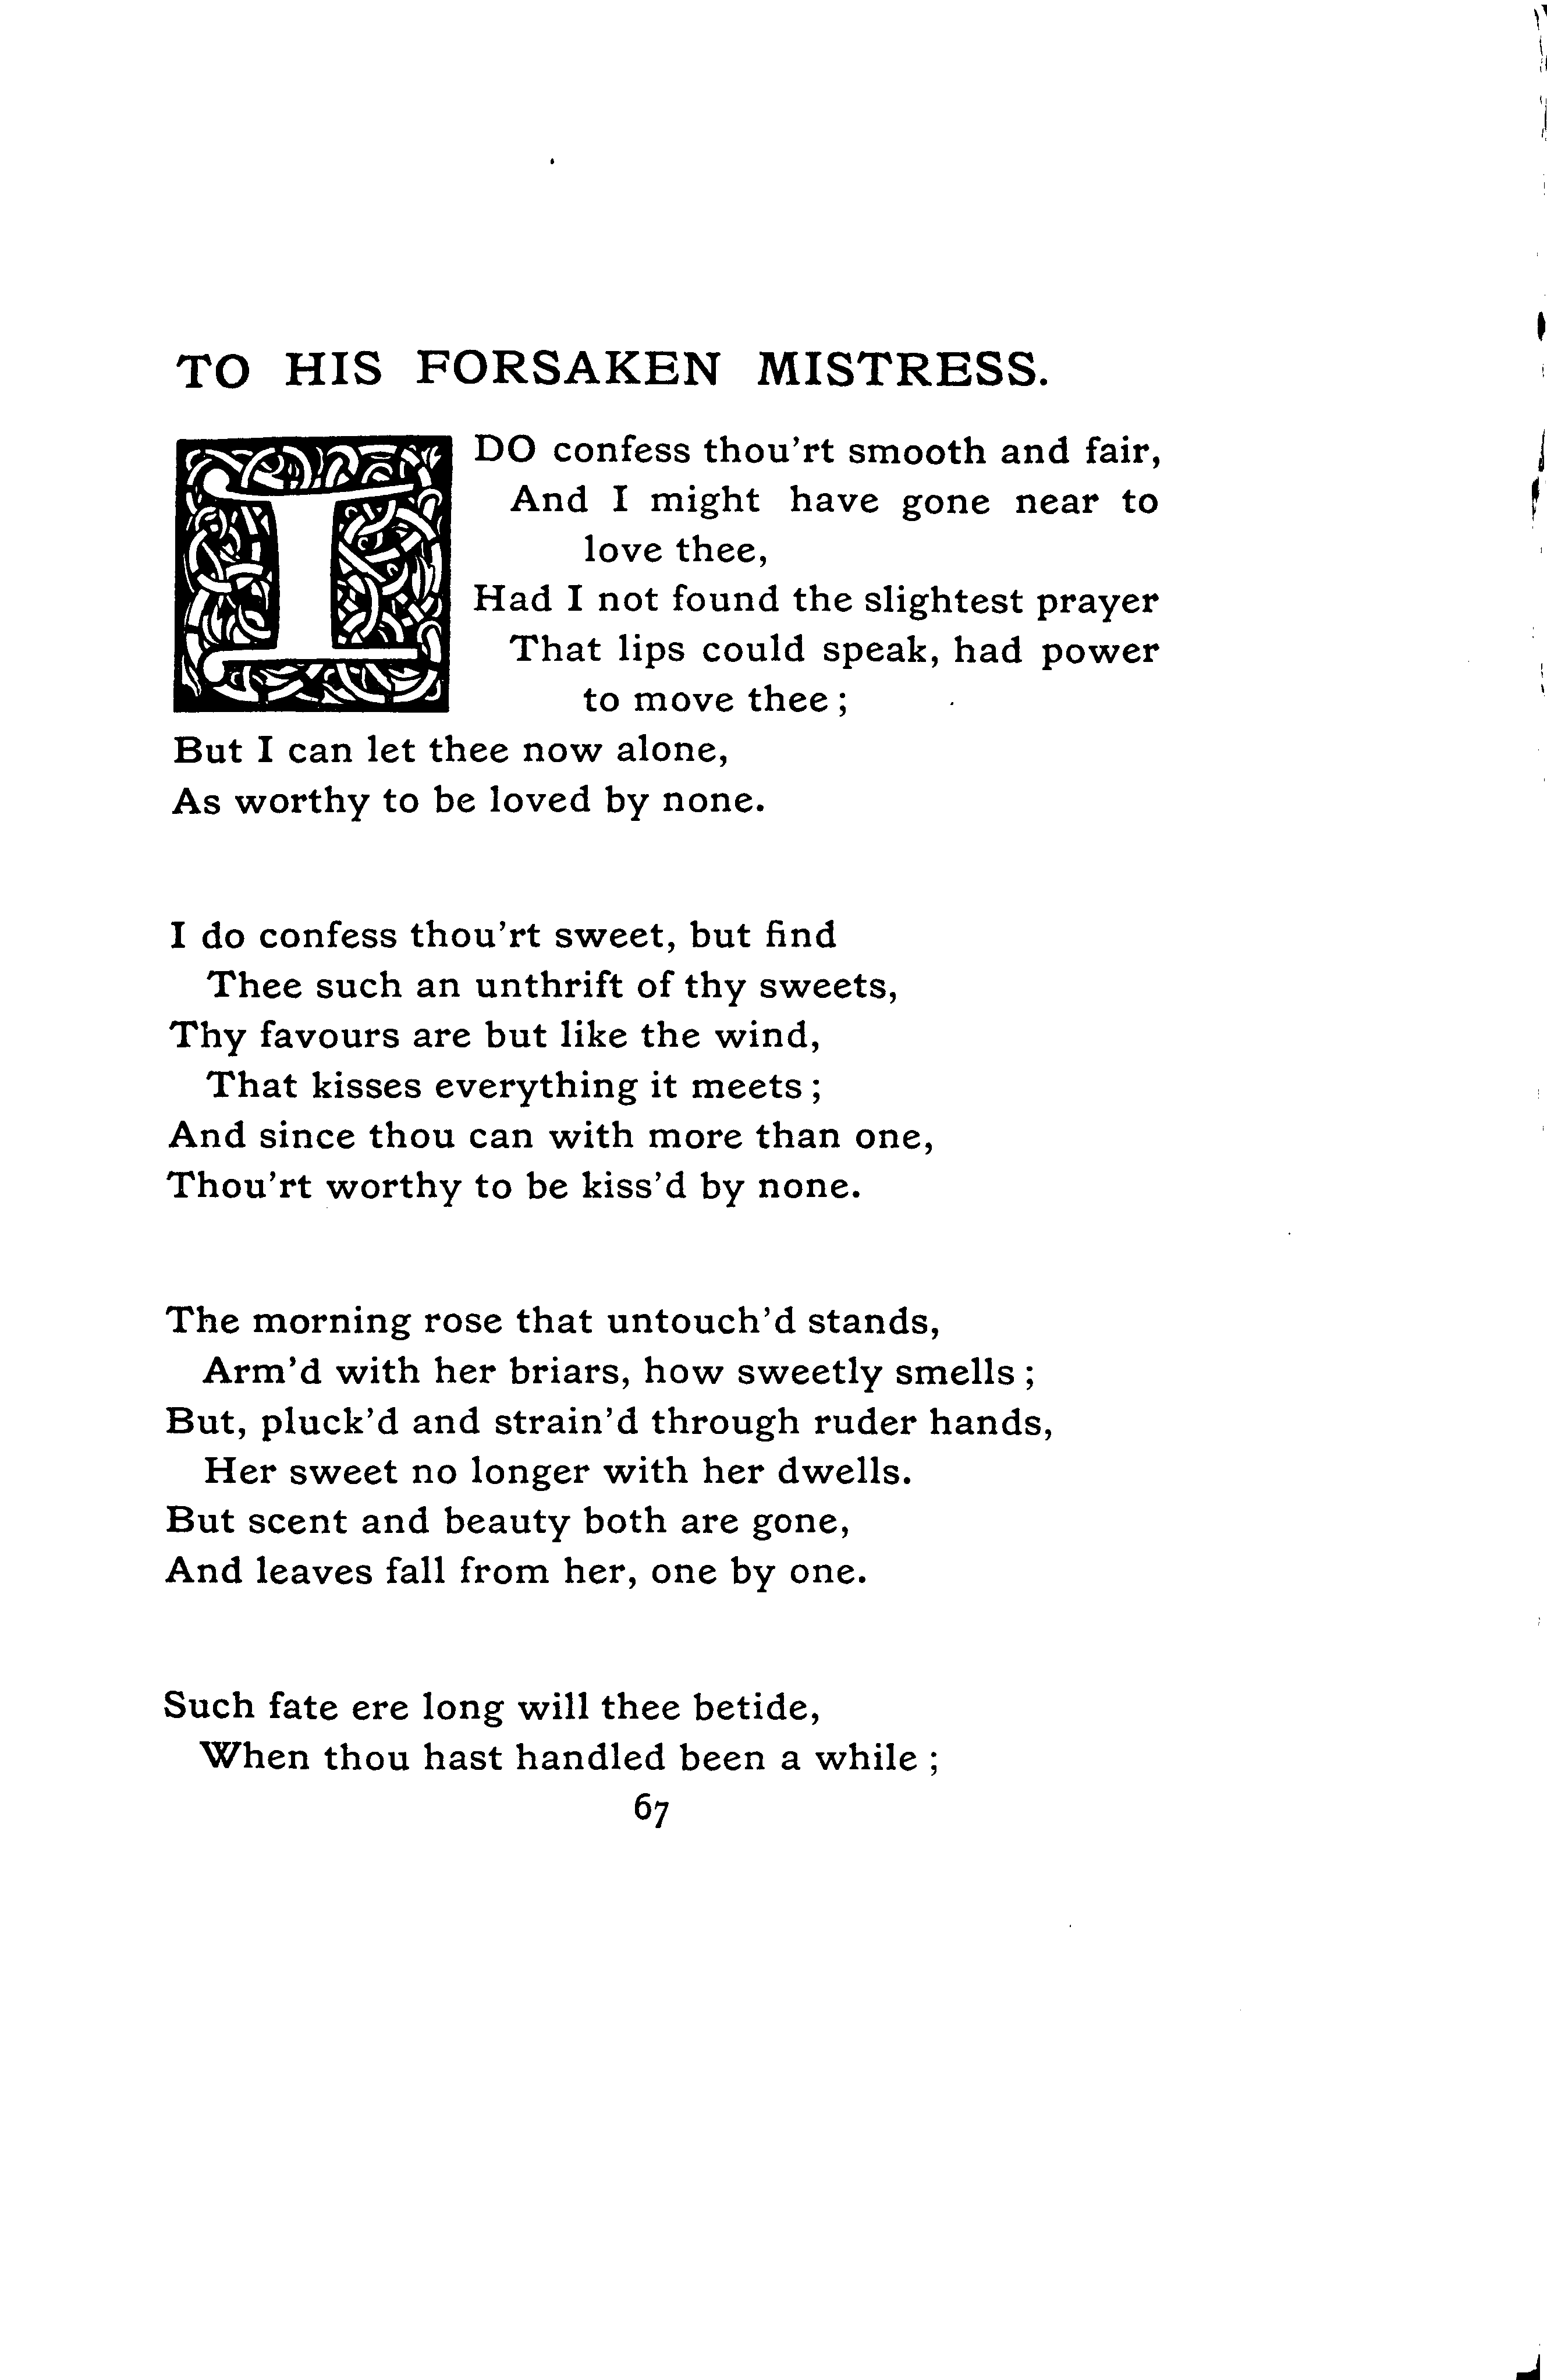 TO HIS FORSAKEN MISTRESS.
I DO confess thou'rt smooth and fair,
And I might have gone near to
love thee,
Had I not found the slightest prayer
That lips could speak, had power
to move thee ;
But I can let thee now alone,
As worthy to be loved by none.
I do confess thou'rt sweet, but find
Thee such an unthrift of thy sweets,
Thy favours are but like the wind,
That kisses everything it meets ;
And since thou can with more than one,
Thou'rt worthy to be kiss'd by none.
The morning rose that untouch'd stands,
Arm'd with her briars, how sweetly smells ;
But, pluck'd and strain'd through ruder hands,
Her sweet no longer with her dwells.
But scent and beauty both are gone,
And leaves fall from her, one by one.
Such fate ere long will thee betide,
When thou hast handled been a while ;
67